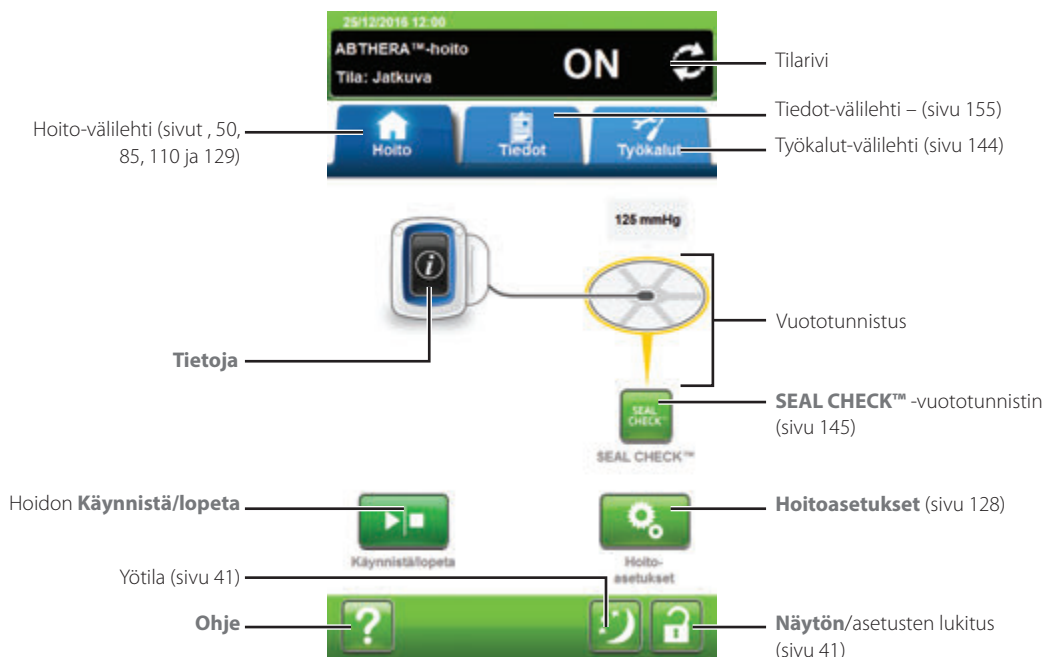 25/12/2016 12:00
ABTHERA™-hoito
Tila: Jatkuva
ON
Tilarivi
Hoito
Tiedot
Työkalut
Hoito-välilehti (sivut , 50,
85, 110 ja 129)
Tiedot-välilehti – (sivu 155)
Työkalut-välilehti (sivu 144)
125 mmHg
Vuototunnistus
Tietoja
SEAL
CHECK™
SEAL CHECK™
SEAL CHECK™ -vuototunnistin
(sivu 145)
Hoidon Käynnistä/lopeta
Käynnistä/lopeta
Hoito-
asetukset
Hoitoasetukset (sivu 128)
Yötila (sivu 41)
Ohje
?
Näytön/asetusten lukitus
(sivu 41)